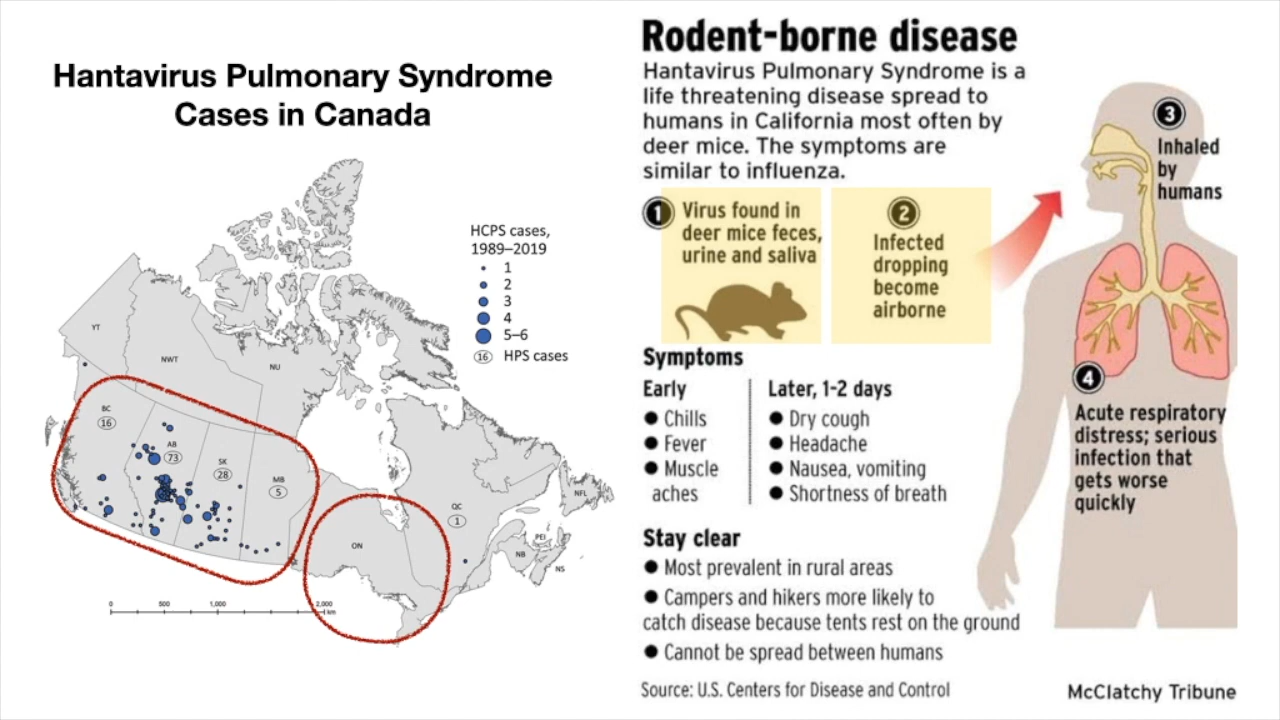 Hantavirus Pulmonary Syndrome
Cases in Canada
HCPS cases,
1989–2019
1
2
3
4
5–6
16 HPS cases
YT
NWT
NU
BC
16
AB
73
SK
28
MB
5
ON
QC
1
NFL
PEI
NB
NS
0 500 1,000 2,000
km
Rodent-borne disease
Hantavirus Pulmonary Syndrome is a
life threatening disease spread to
humans in California most often by
deer mice. The symptoms are
similar to influenza.
1 Virus found in
deer mice feces,
urine and saliva
2
Infected
dropping
become
airborne
3
Inhaled
by
humans
4
Acute respiratory
distress; serious
infection that
gets worse
quickly
Symptoms
Early
● Chills
● Fever
● Muscle
aches
Later, 1-2 days
● Dry cough
● Headache
● Nausea, vomiting
● Shortness of breath
Stay clear
● Most prevalent in rural areas
● Campers and hikers more likely to
catch disease because tents rest on the ground
● Cannot be spread between humans
Source: U.S. Centers for Disease and Control
McClatchy Tribune